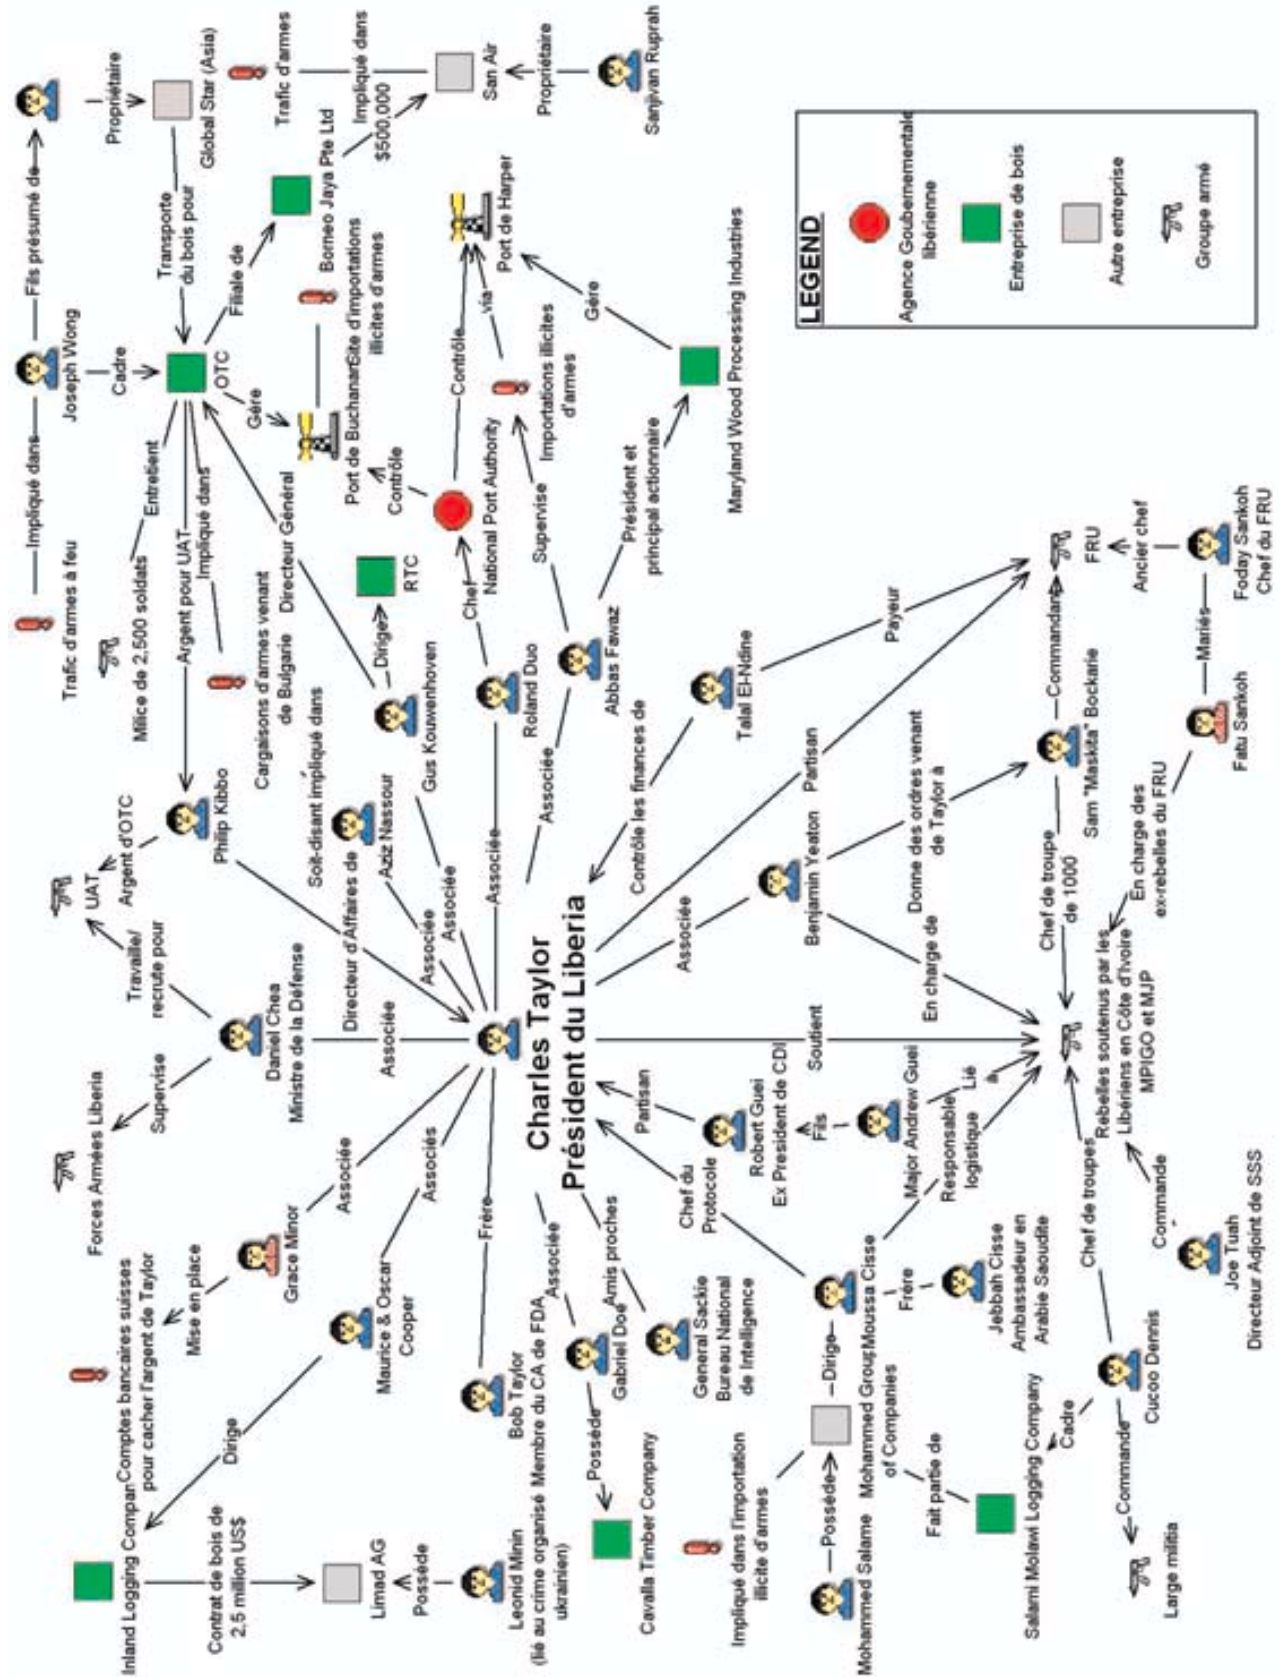 Impliqué dans
Fils présumé de
Trafic d'armes à feu
Joseph Wong
Propriétaire
Cadre
Global Star (Asia)
Transporte
du bois pour
OTC
Entretient
Milice de 2,500 soldats
Argent pour UAT
Impliqué dans
Cargaisons d'armes venant
de Bulgarie
Filiale de
Borneo Jaya Pte Ltd
$500,000
Trafic d'armes
Impliqué dans
San Air
Propriétaire
Sanjivan Ruprah
Gère
Port de Buchanan
Site d'importations
illicites d'armes
Directeur Général
Dirige
RTC
Gus Kouwenhoven
Contrôle
National Port Authority
Contrôle
Port de Harper
via
Importations illicites
d'armes
Supervise
Chef
Roland Duo
Abbas Fawaz
Président et
principal actionnaire
Gère
Maryland Wood Processing Industries
UAT
Argent d'OTC
Philip Kibbo
Travaille/
recrute pour
Forces Armées Liberia
Supervise
Daniel Chea
Ministre de la Défense
Soit-disant impliqué dans
Directeur d'Affaires de
Aziz Nassour
Associée
Associée
Associée
Associée
Associée
Inland Logging Compan
Comptes bancaires suisses
pour cacher l'argent de Taylor
Mise en place
Grace Minor
Associée
Contrat de bois de
2,5 million US$
Dirige
Maurice & Oscar
Cooper
Associés
Limad AG
Possède
Leonid Minin
(lié au crime organisé
ukrainien)
Frére
Bob Taylor
Membre du CA de FDA
Charles Taylor
Président du Liberia
Associée
Gabriel Doe
Possède
Cavalla Timber Company
Amis proches
General Sackie
Bureau National
de Intelligence
Contrôle les finances de
Talal El-Ndine
Payeur
Partisan
Associée
Benjamin Yeaton
Donne des ordres venant
de Taylor à
En charge de
Soutient
Partisan
Robert Guei
Ex President de CDI
Fils
Major Andrew Guei
Lié
à
Chef du
Protocole
Responsable
logistique
Impliqué dans l'importation
illicite d'armes
Possède
Dirige
Mohammed Salame
Mohammed Group
of Companies
Moussa Cisse
Frére
Jebbah Cisse
Ambassadeur en
Arabie Saoudite
Fait partie de
Salami Molawi Logging Company
Cadre
Cucoo Dennis
Commande
Large militia
Chef de troupes
Rebelles soutenus par les
Libériens en Côte d'Ivoire
MPIGO et MJP
Commande
Joe Tuah
Directeur Adjoint de SSS
Chef de troupe
de 1000
Sam "Maskita" Bockarie
Commandan
FRU
Ancier chef
Foday Sankoh
Chef du FRU
Mariés
Fatu Sankoh
En charge des
ex-rebelles du FRU
LEGEND
Agence Goubernementale
libérienne
Entreprise de bois
Autre entreprise
Groupe armé